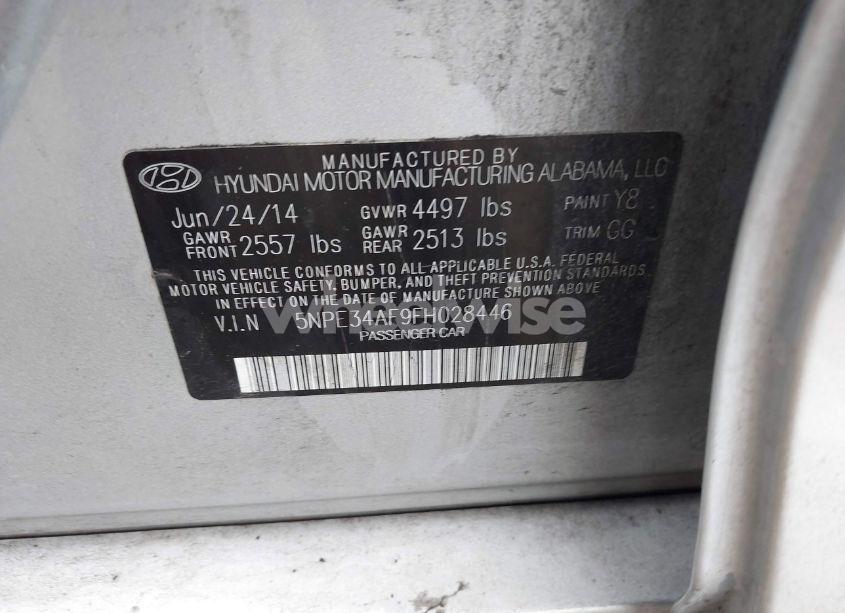 MANUFACTURED BY
HYUNDAI MOTOR MANUFACTURING ALABAMA, LLC
Jun/24/14 GVWR 4497 lbs PAINT Y8
GAWR FRONT 2557 lbs GAWR REAR 2513 lbs TRIM GG
THIS VEHICLE CONFORMS TO ALL APPLICABLE U.S.A. FEDERAL
MOTOR VEHICLE SAFETY, BUMPER, AND THEFT PREVENTION STANDARDS
IN EFFECT ON THE DATE OF MANUFACTURE SHOWN ABOVE
V.I.N 5NPE34AF9FH028446
PASSENGER CAR